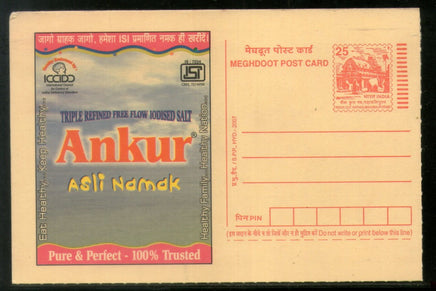 जागो ग्राहक जागो, हमेशा ISI प्रमाणित नमक ही खरीदें
ICCIDD
TRIPLE REFINED FREE FLOW IODISED SALT
Ankur®
Asli Namak
Eat Healthy...Keep Healthy...
Healthy Family...Healthy Nation...
Pure & Perfect - 100% Trusted
मेघदूत पोस्ट कार्ड
MEGHDOOT POST CARD
25
भारत INDIA
पिन PIN
Do not write or print below this line